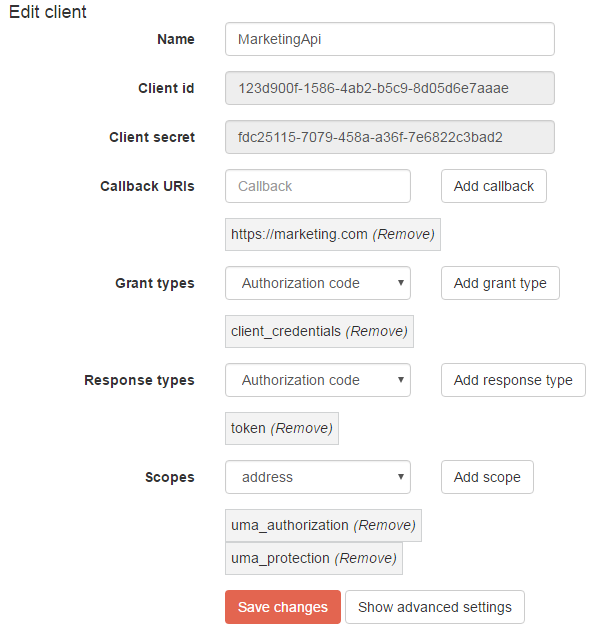 Edit client
Name MarketingApi
Client id 123d900f-1586-4ab2-b5c9-8d05d6e7aaae
Client secret fdc25115-7079-458a-a36f-7e6822c3bad2
Callback URIs Callback Add callback
https://marketing.com (Remove)
Grant types Authorization code Add grant type
client_credentials (Remove)
Response types Authorization code Add response type
token (Remove)
Scopes address Add scope
uma_authorization (Remove)
uma_protection (Remove)
Save changes Show advanced settings